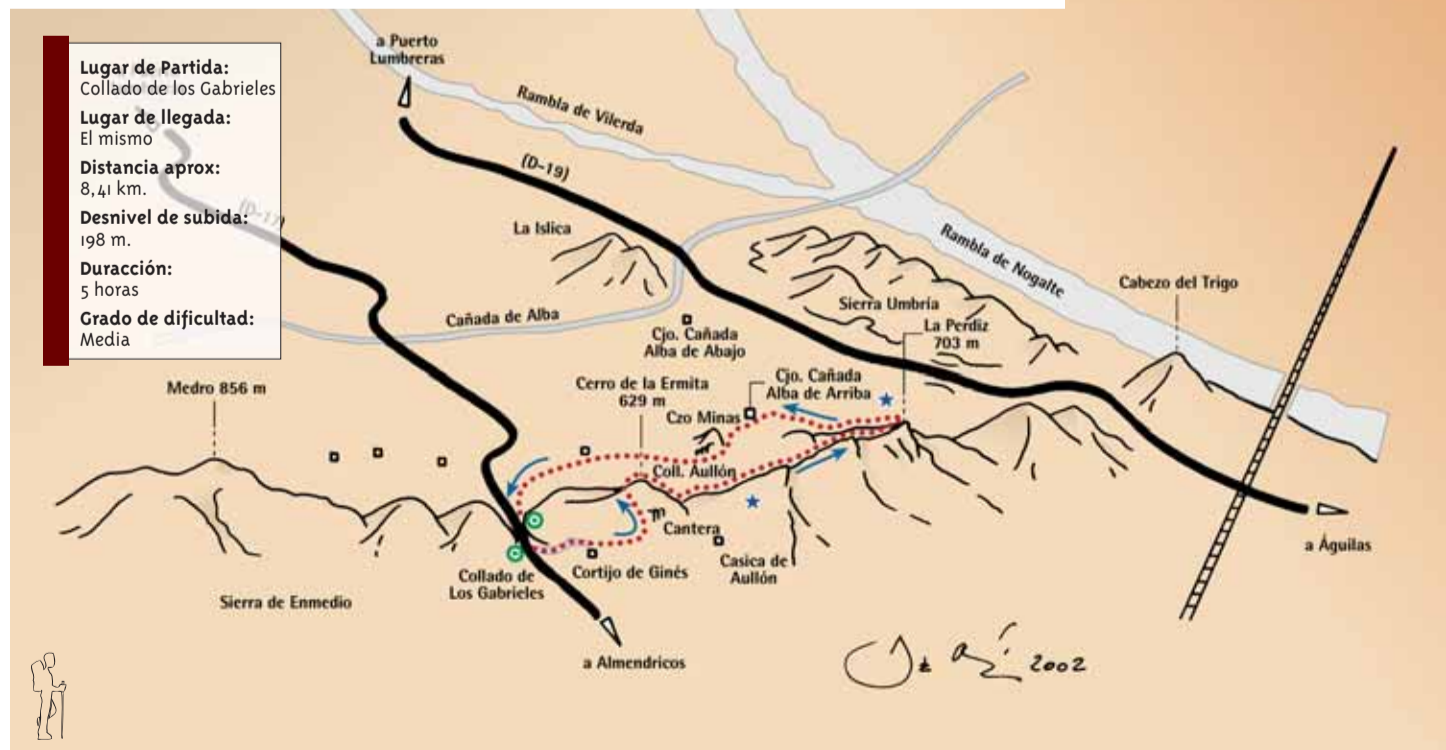 Lugar de Partida:
Collado de los Gabrieles
Lugar de llegada:
El mismo
Distancia aprox:
8,41 km.
Desnivel de subida:
198 m.
Duracción:
5 horas
Grado de dificultad:
Media
(D-17)
a Puerto
Lumbreras
Rambla de Vilerda
(D-19)
La Islica
Rambla de Nogalte
Cabezo del Trigo
Sierra Umbría
Cañada de Alba
Cjo. Cañada
Alba de Abajo
La Perdiz
703 m
Medro 856 m
Cerro de la Ermita
629 m
Cjo. Cañada
Alba de Arriba
Czo Minas
Coll. Aullón
Cantera
Casica de
Aullón
Cortijo de Ginés
Collado de
Los Gabrieles
Sierra de Enmedio
a Almendricos
a Águilas
2002